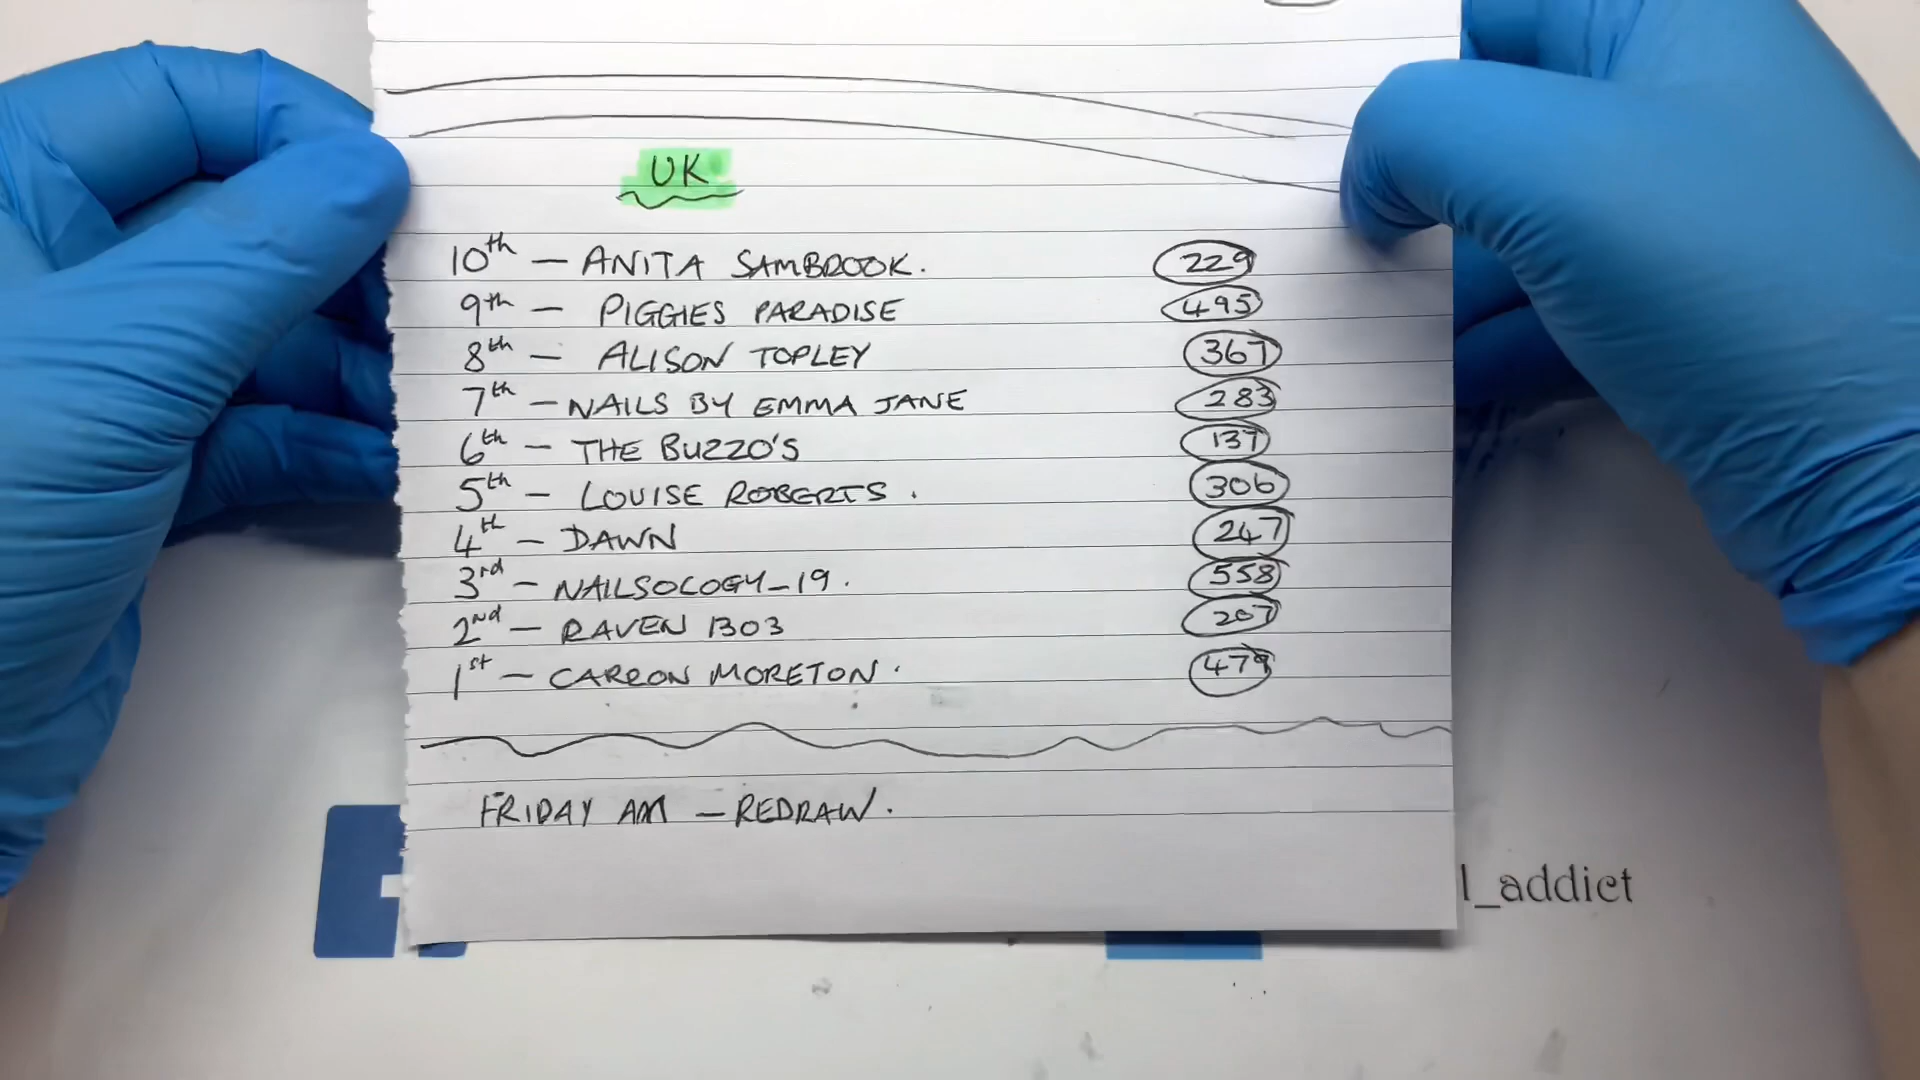 UK
10th - ANITA SAMBROOK. 229
9th - PIGGIES PARADISE 495
8th - ALISON TOPLEY 367
7th - NAILS BY EMMA JANE 283
6th - THE BUZZO'S 137
5th - LOUISE ROBERTS. 306
4th - DAWN 247
3rd - NAILSOLOGY_19. 558
2nd - RAVEN 1303 207
1st - CARRON MORETON. 479
FRIDAY AM - REDRAW.
l_addict